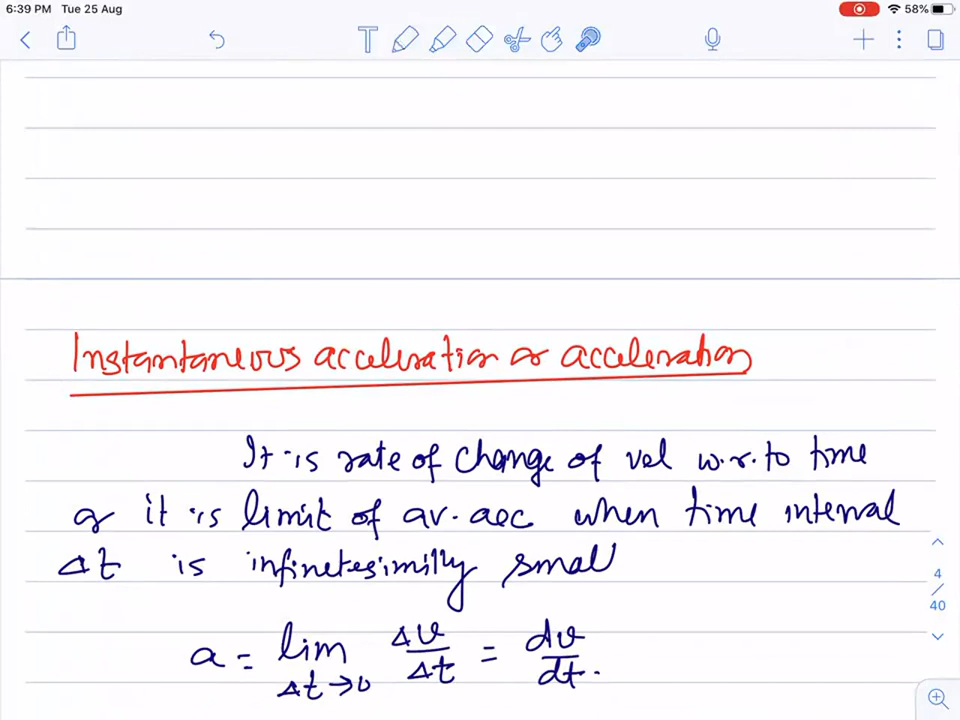 6:39 PM Tue 25 Aug 58%
T
Instantaneous acceleration or acceleration
It is rate of change of vel w.r.to time
or it is limit of av. acc when time interval
Δt is infinetesimilly small
a = lim Δv/Δt = dv/dt.
Δt→0
4
/
40